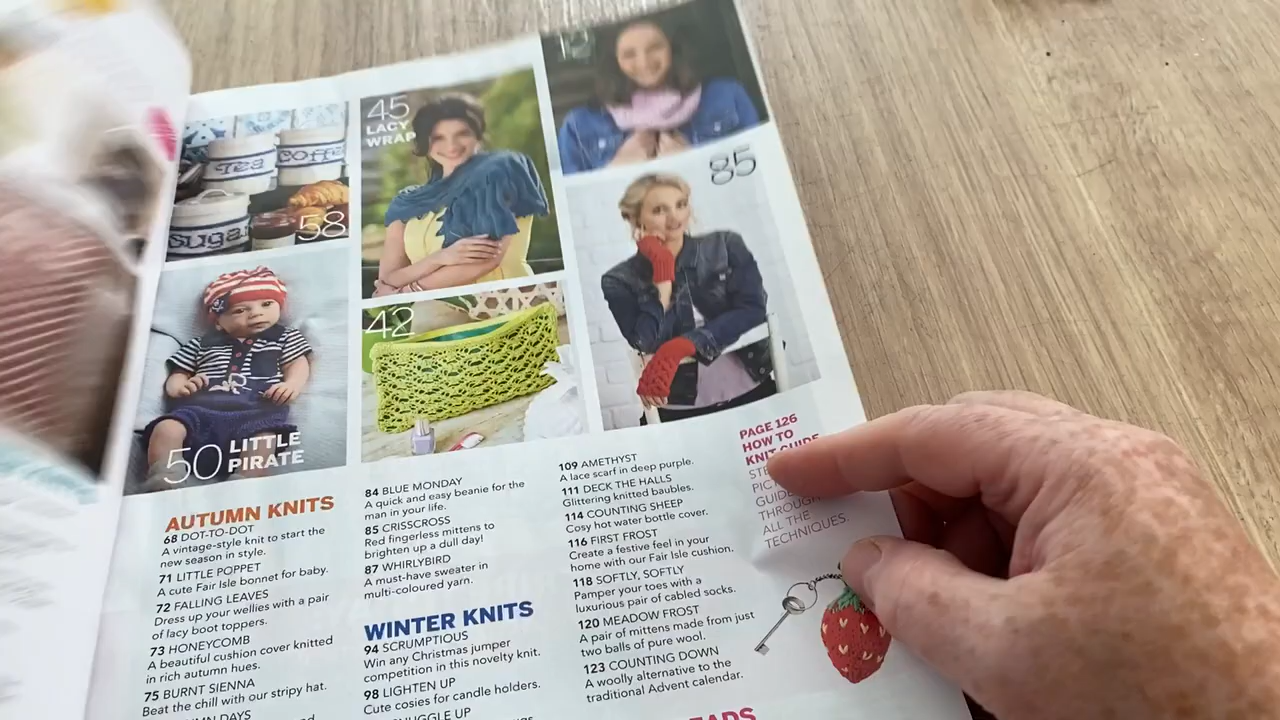 Tea
Coffe
Sugar
58
45
LACY
WRAP
85
50 LITTLE
PIRATE
42
AUTUMN KNITS
68 DOT-TO-DOT
A vintage-style knit to start the
new season in style.
71 LITTLE POPPET
A cute Fair Isle bonnet for baby.
72 FALLING LEAVES
Dress up your wellies with a pair
of lacy boot toppers.
73 HONEYCOMB
A beautiful cushion cover knitted
in rich autumn hues.
75 BURNT SIENNA
Beat the chill with our stripy hat.
DAYS
84 BLUE MONDAY
A quick and easy beanie for the
man in your life.
85 CRISSCROSS
Red fingerless mittens to
brighten up a dull day!
87 WHIRLYBIRD
A must-have sweater in
multi-coloured yarn.
WINTER KNITS
94 SCRUMPTIOUS
Win any Christmas jumper
competition in this novelty knit.
98 LIGHTEN UP
Cute cosies for candle holders.
UP
109 AMETHYST
A lace scarf in deep purple.
111 DECK THE HALLS
Glittering knitted baubles.
114 COUNTING SHEEP
Cosy hot water bottle cover.
116 FIRST FROST
Create a festive feel in your
home with our Fair Isle cushion.
118 SOFTLY, SOFTLY
Pamper your toes with a
luxurious pair of cabled socks.
120 MEADOW FROST
A pair of mittens made from just
two balls of pure wool.
123 COUNTING DOWN
A woolly alternative to the
traditional Advent calendar.
PAGE 126
HOW TO
KNIT GUIDE
THROUGH
ALL THE
TECHNIQUES.